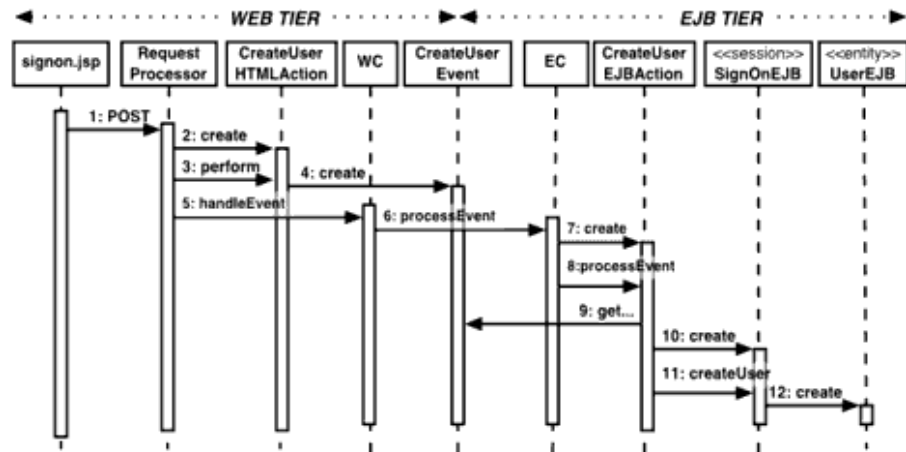 WEB TIER
EJB TIER
signon.jsp
Request
Processor
CreateUser
HTMLAction
WC
CreateUser
Event
EC
CreateUser
EJBAction
<<session>>
SignOnEJB
<<entity>>
UserEJB
1: POST
2: create
3: perform
4: create
5: handleEvent
6: processEvent
7: create
8:processEvent
9: get...
10: create
11: createUser
12: create